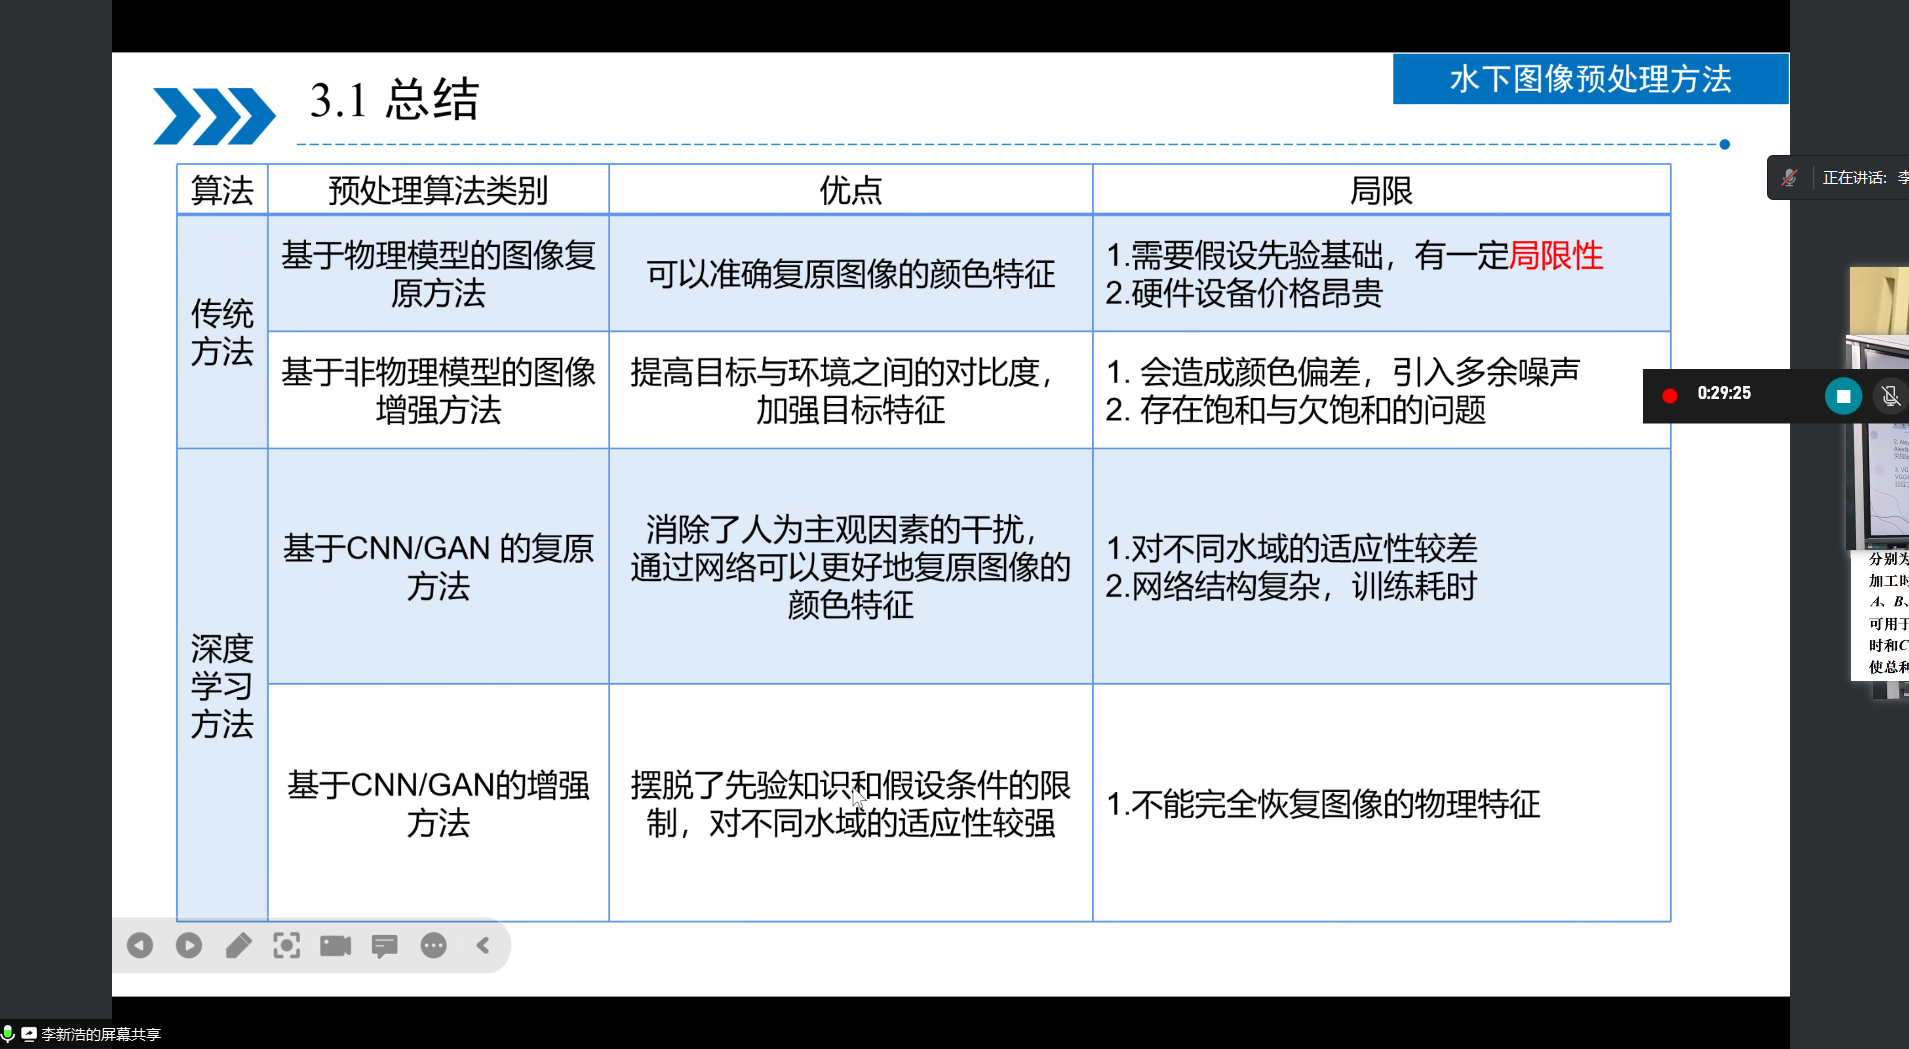 水下图像预处理方法
3.1 总结
算法
预处理算法类别
优点
局限
传统
方法
基于物理模型的图像复
原方法
可以准确复原图像的颜色特征
1.需要假设先验基础，有一定局限性
2.硬件设备价格昂贵
基于非物理模型的图像
增强方法
提高目标与环境之间的对比度，
加强目标特征
1. 会造成颜色偏差，引入多余噪声
2. 存在饱和与欠饱和的问题
深度
学习
方法
基于CNN/GAN 的复原
方法
消除了人为主观因素的干扰，
通过网络可以更好地复原图像的
颜色特征
1.对不同水域的适应性较差
2.网络结构复杂，训练耗时
基于CNN/GAN的增强
方法
摆脱了先验知识和假设条件的限
制，对不同水域的适应性较强
1.不能完全恢复图像的物理特征
正在讲话: 李
0:29:25
分别为
加工时
A、B、
可用于
时和C
使总利
李新浩的屏幕共享